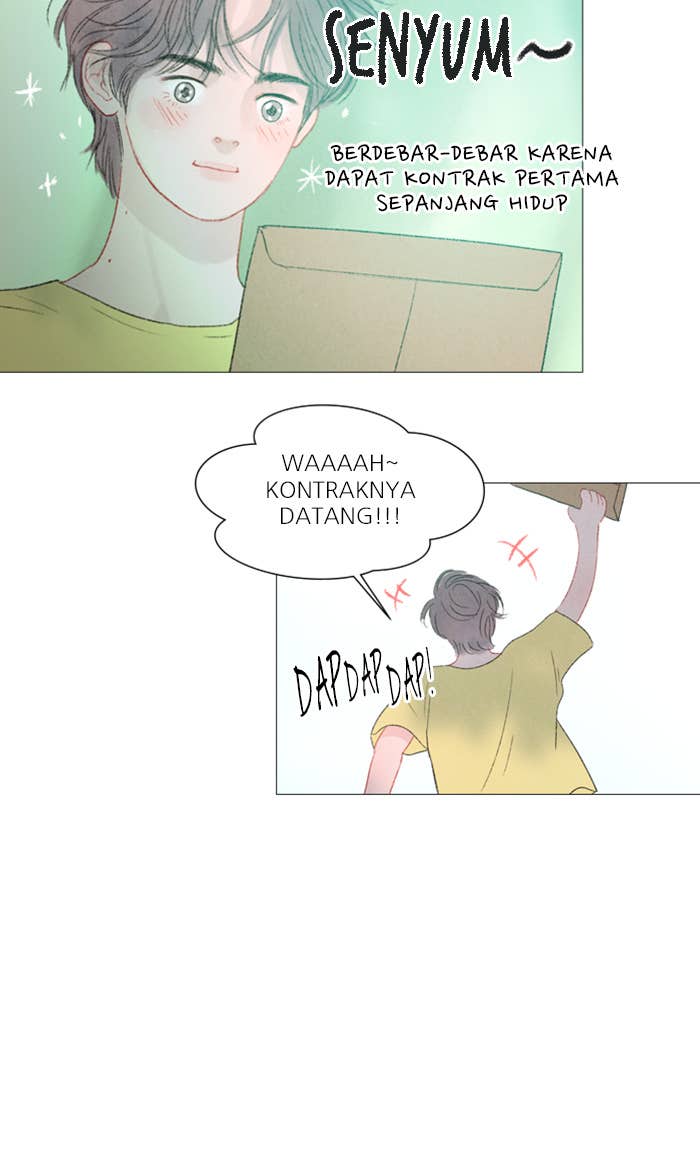 SENYUM~
BERDEBAR-DEBAR KARENA
*DAPAT KONTRAK PERTAMA
SEPANJANG HIDUP
WAAAAH~
KONTRAKNYA
DATANG!!!
DAP DAP DAP!